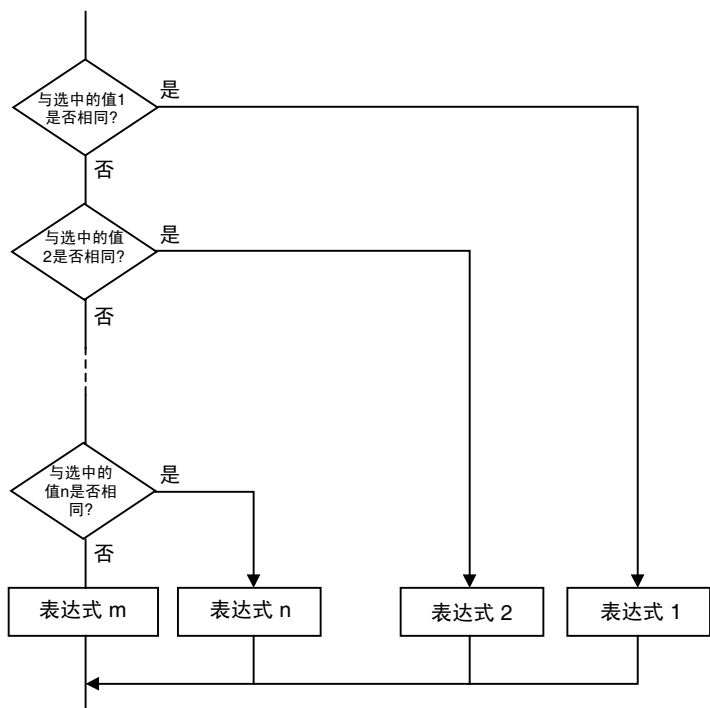 与选中的值1
是否相同?
是
否
与选中的值
2是否相同?
是
否
与选中的
值n是否相
同?
是
否
表达式 m
表达式 n
表达式 2
表达式 1